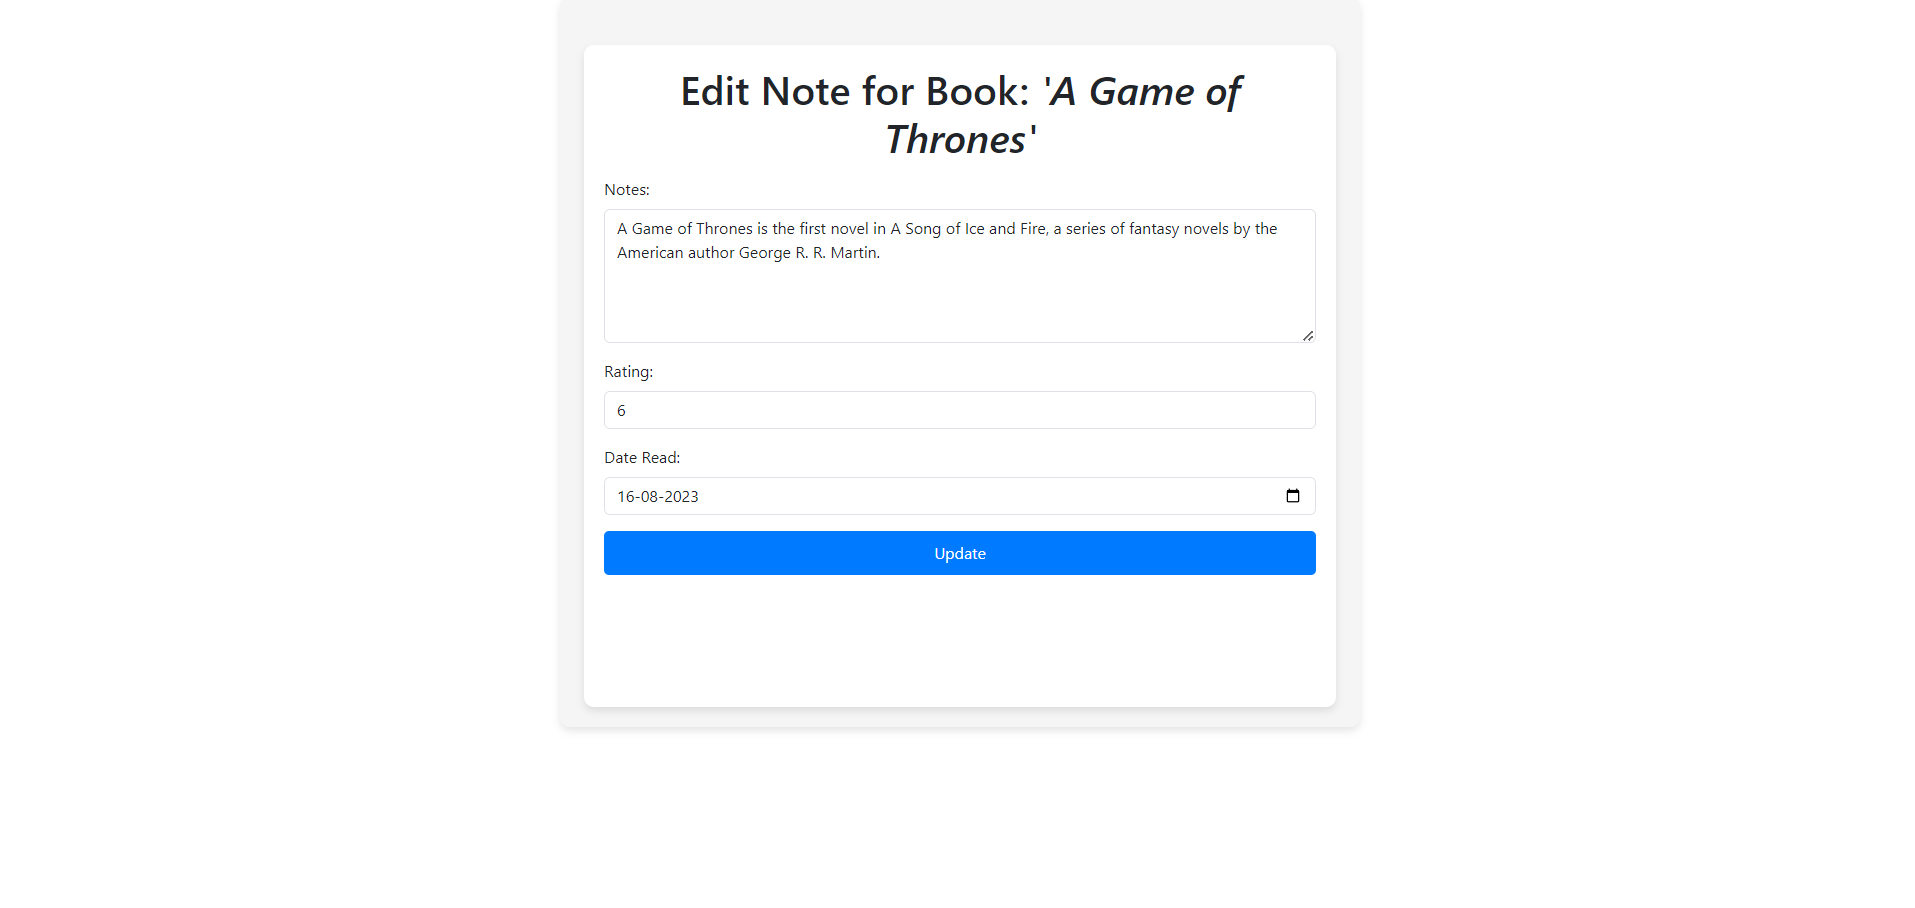 Edit Note for Book: 'A Game of
Thrones'
Notes:
A Game of Thrones is the first novel in A Song of Ice and Fire, a series of fantasy novels by the
American author George R. R. Martin.
Rating:
6
Date Read:
16-08-2023
Update